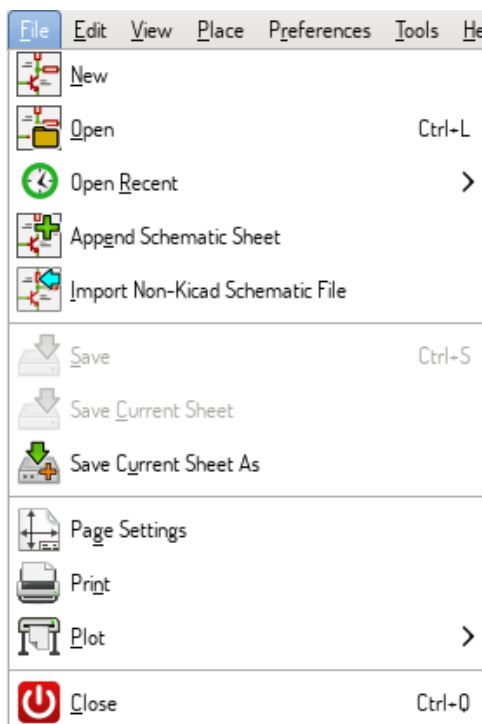 File Edit View Place Preferences Tools He
New
Open Ctrl+L
Open Recent
Append Schematic Sheet
Import Non-Kicad Schematic File
Save Ctrl+S
Save Current Sheet
Save Current Sheet As
Page Settings
Print
Plot
Close Ctrl+Q